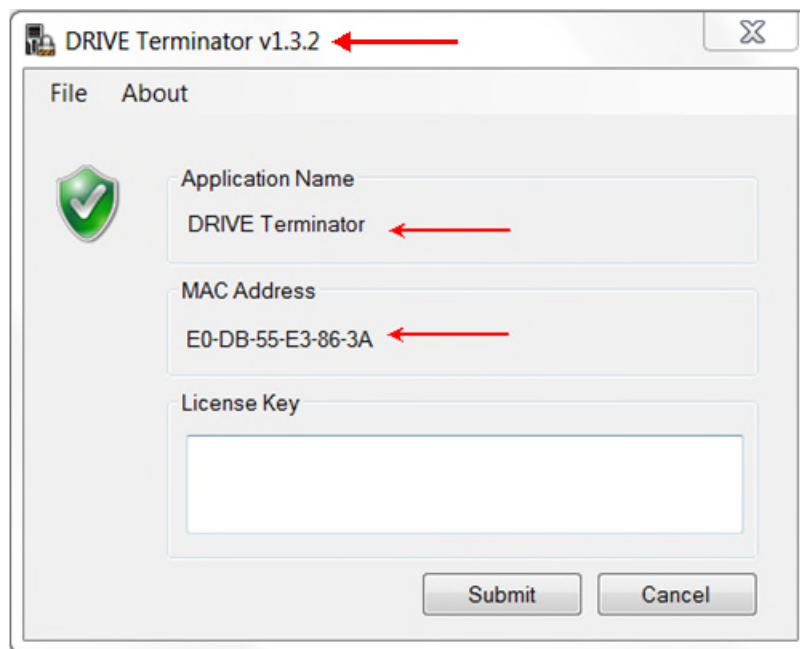 DRIVE Terminator v1.3.2
File About
Application Name
DRIVE Terminator
MAC Address
E0-DB-55-E3-86-3A
License Key
Submit Cancel